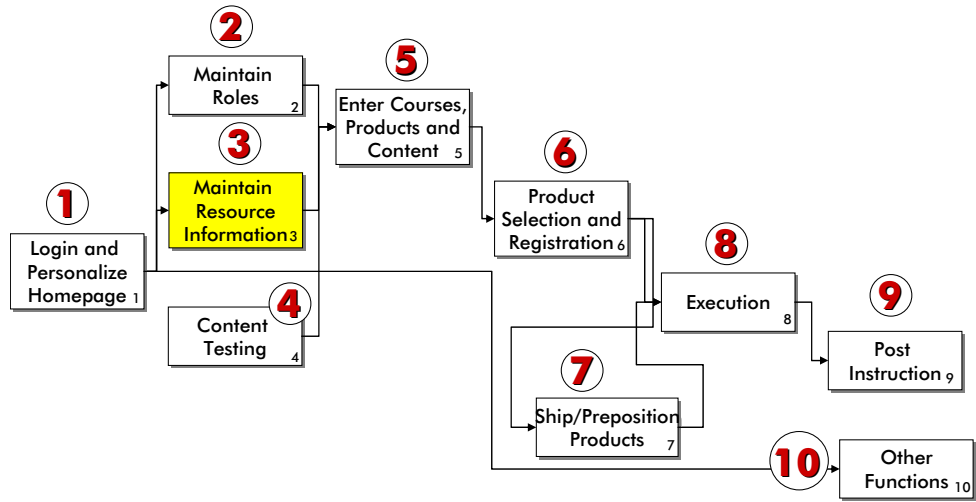 1
Login and
Personalize
Homepage 1
2
Maintain
Roles
2
3
Maintain
Resource
Information 3
4
Content
Testing
4
5
Enter Courses,
Products and
Content 5
6
Product
Selection and
Registration 6
7
Ship/Preposition
Products 7
8
Execution
8
9
Post
Instruction 9
10
Other
Functions 10